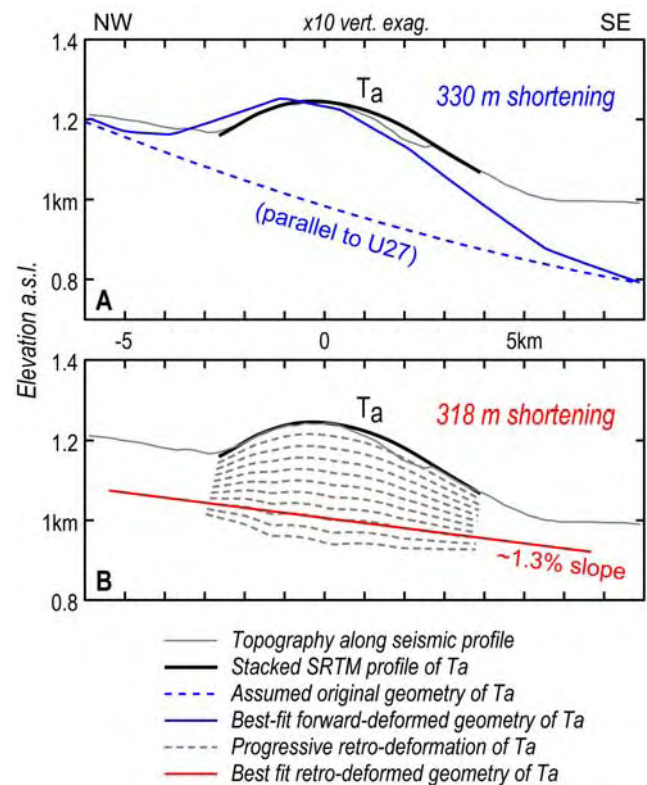 NW x10 vert. exag. SE
1.4
Ta
330 m shortening
1.2
1km
(parallel to U27)
0.8
A
-5 0 5km
Elevation a.s.l.
1.4
Ta
318 m shortening
1.2
1km
~1.3% slope
B
0.8
Topography along seismic profile
Stacked SRTM profile of Ta
Assumed original geometry of Ta
Best-fit forward-deformed geometry of Ta
Progressive retro-deformation of Ta
Best fit retro-deformed geometry of Ta